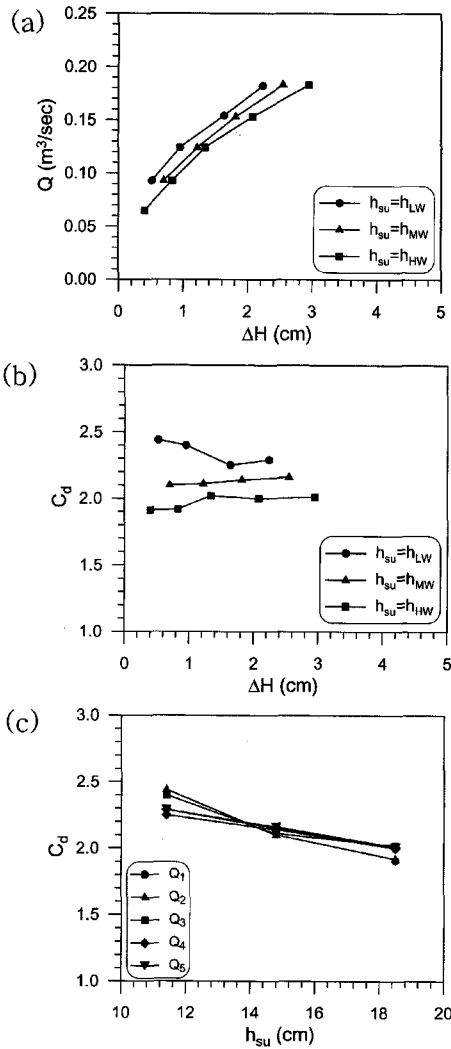 (a)
0.25
0.20
0.15
0.10
0.05
0.00
Q (m³/sec)
h_su=h_LW
h_su=h_MW
h_su=h_HW
0 1 2 3 4 5
ΔH (cm)
(b)
3.0
2.5
2.0
1.5
1.0
C_d
h_su=h_LW
h_su=h_MW
h_su=h_HW
0 1 2 3 4 5
ΔH (cm)
(c)
3.0
2.5
2.0
1.5
1.0
C_d
Q_1
Q_2
Q_3
Q_4
Q_5
10 12 14 16 18 20
h_su (cm)